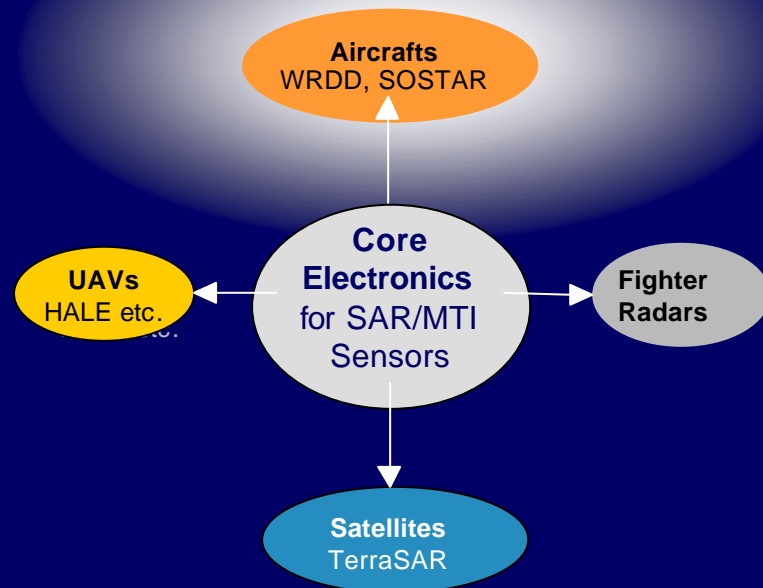 Aircrafts
WRDD, SOSTAR
Core
Electronics
for SAR/MTI
Sensors
UAVs
HALE etc.
Fighter
Radars
Satellites
TerraSAR